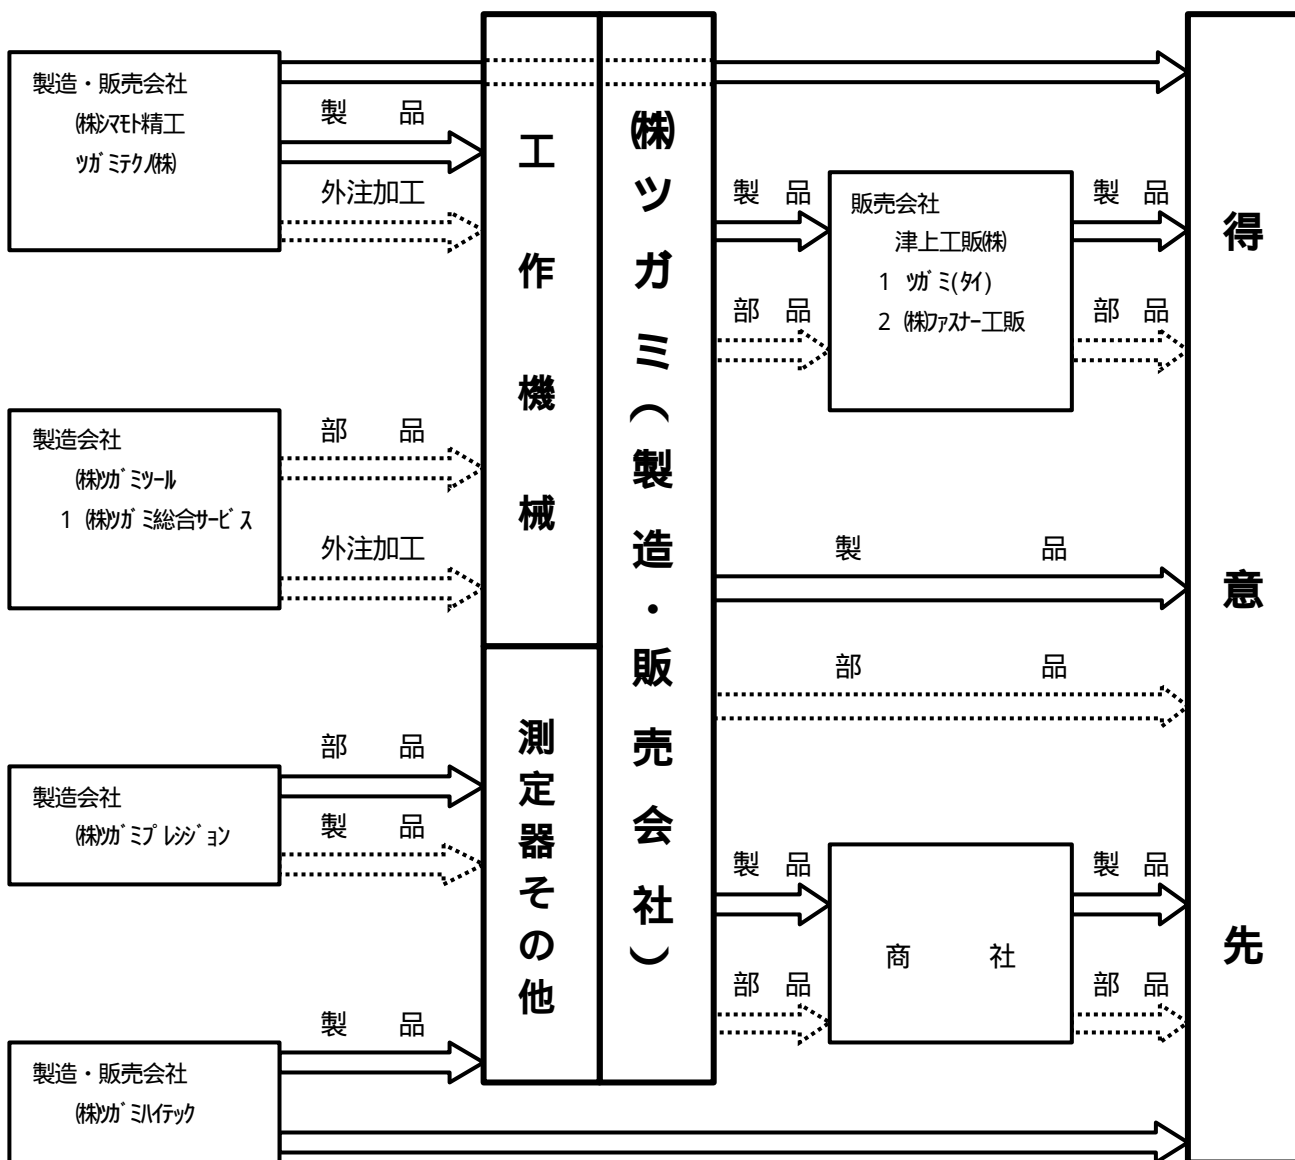 製造・販売会社
㈱シマモト精工
ツガミテクノ㈱
製品
外注加工
製造会社
㈱ツガミツール
1 ㈱ツガミ総合サービス
部品
外注加工
製造会社
㈱ツガミプレシジョン
部品
製品
製造・販売会社
㈱ツガミハイテック
製品
工作機械
測定器その他
㈱ツガミ(製造・販売会社)
製品
部品
販売会社
津上工販㈱
1 ツガミ(タイ)
2 ㈱ファスナー工販
製品
部品
製品
部品
製品
部品
商社
製品
部品
得意先